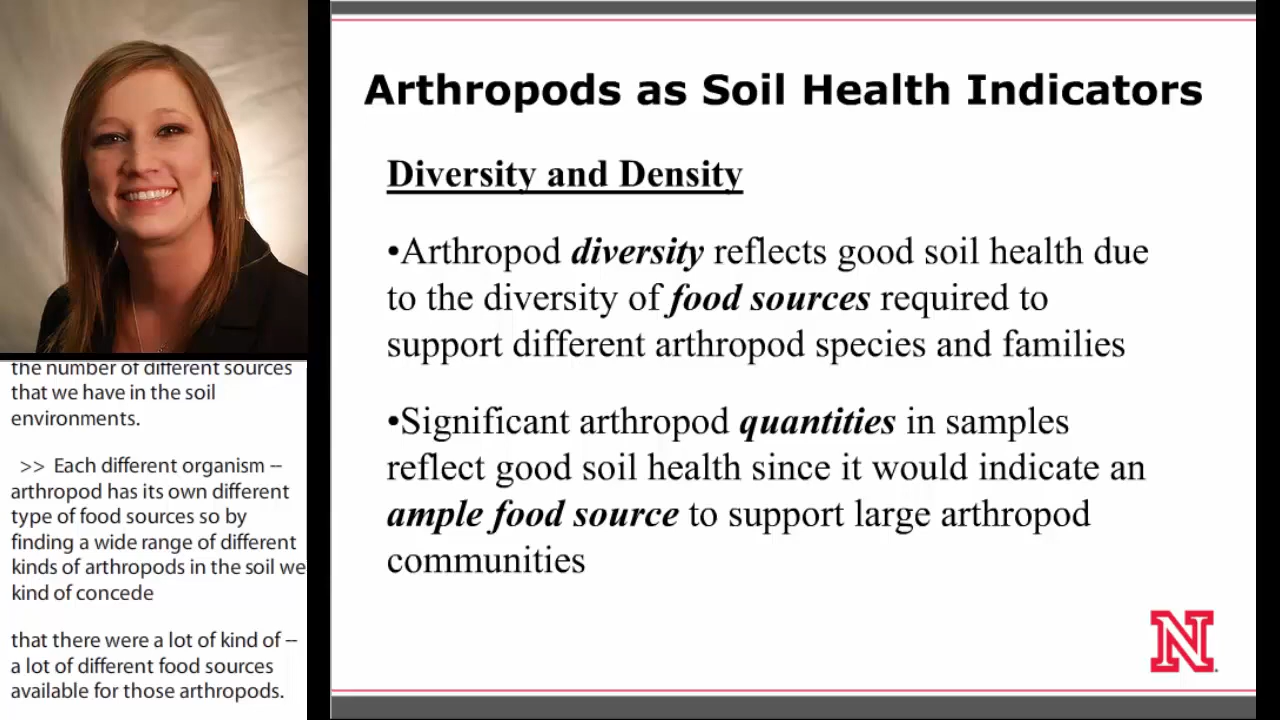 Arthropods as Soil Health Indicators
Diversity and Density
•Arthropod diversity reflects good soil health due
to the diversity of food sources required to
support different arthropod species and families
•Significant arthropod quantities in samples
reflect good soil health since it would indicate an
ample food source to support large arthropod
communities
N
the number of different sources
that we have in the soil
environments.
>> Each different organism --
arthropod has its own different
type of food sources so by
finding a wide range of different
kinds of arthropods in the soil we
kind of concede
that there were a lot of kind of --
a lot of different food sources
available for those arthropods.